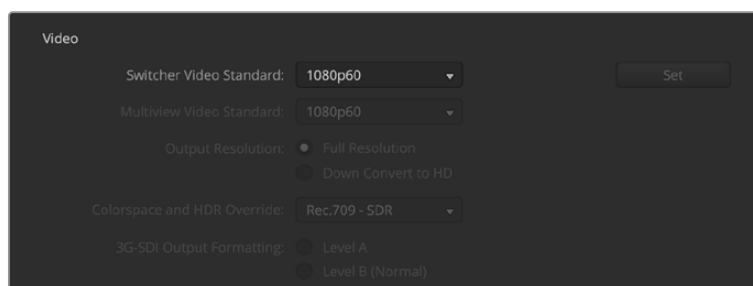 Video
Switcher Video Standard: 1080p60 Set
Multiview Video Standard: 1080p60
Output Resolution: Full Resolution
Down Convert to HD
Colorspace and HDR Override: Rec.709 - SDR
3G-SDI Output Formatting: Level A
Level B (Normal)